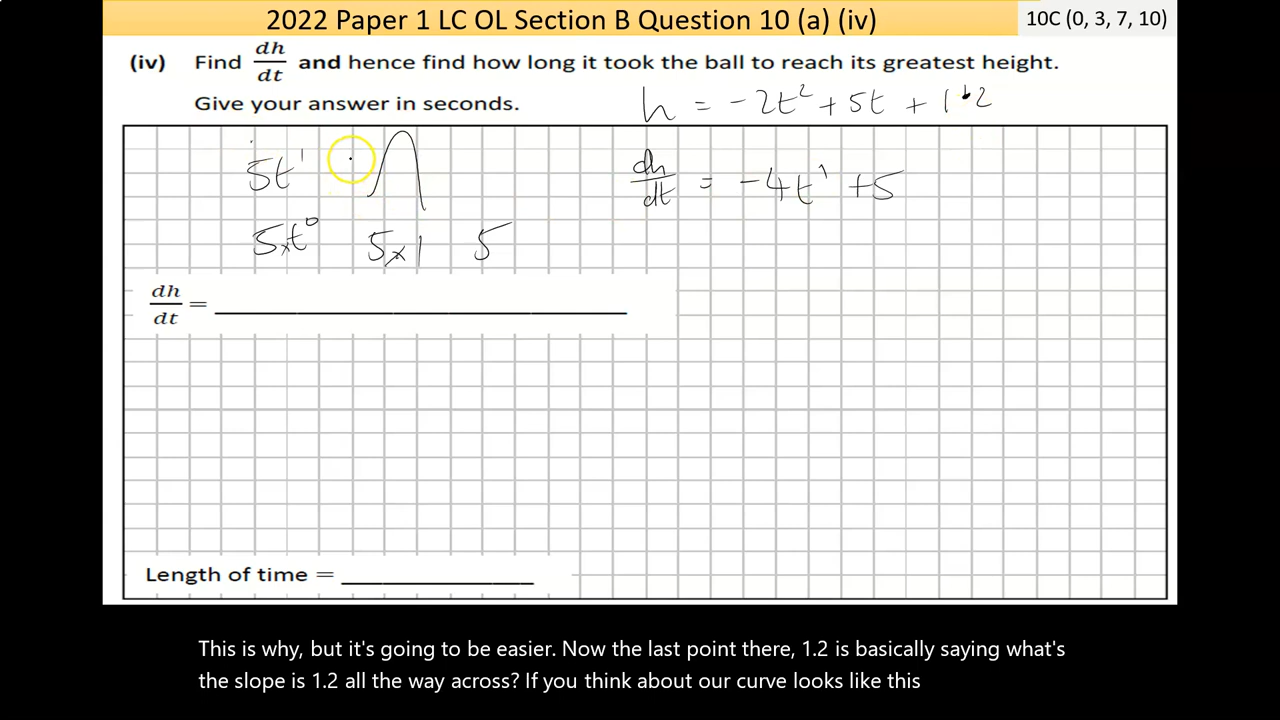 2022 Paper 1 LC OL Section B Question 10 (a) (iv)
10C (0, 3, 7, 10)
(iv) Find dh/dt and hence find how long it took the ball to reach its greatest height.
Give your answer in seconds.
h = -2t² + 5t + 1.2
5t¹
dh/dt = -4t¹ + 5
5×t⁰ 5×1 5
dh/dt = ____________
Length of time = ____________
This is why, but it's going to be easier. Now the last point there, 1.2 is basically saying what's
the slope is 1.2 all the way across? If you think about our curve looks like this